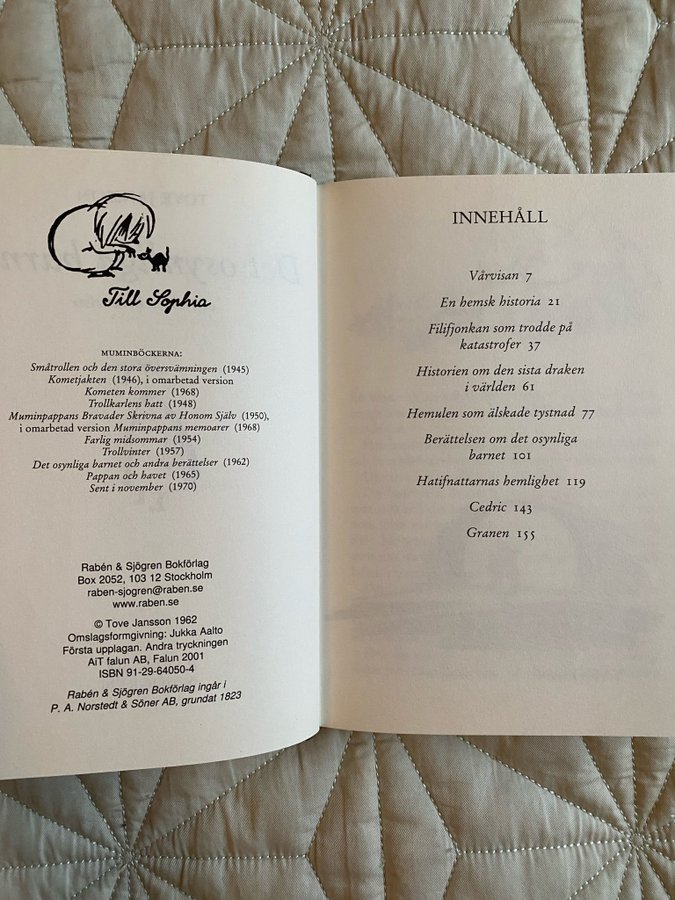 Till Sophia
MUMINBÖCKERNA:
Småtrollen och den stora översvämningen (1945)
Kometjakten (1946), i omarbetad version
Kometen kommer (1968)
Trollkarlens hatt (1948)
Muminpappans Bravader Skrivna av Honom Själv (1950),
i omarbetad version Muminpappans memoarer (1968)
Farlig midsommar (1954)
Trollvinter (1957)
Det osynliga barnet och andra berättelser (1962)
Pappan och havet (1965)
Sent i november (1970)
Rabén & Sjögren Bokförlag
Box 2052, 103 12 Stockholm
raben-sjogren@raben.se
www.raben.se
© Tove Jansson 1962
Omslagsformgivning: Jukka Aalto
Första upplagan. Andra tryckningen
AiT falun AB, Falun 2001
ISBN 91-29-64050-4
Rabén & Sjögren Bokförlag ingår i
P. A. Norstedt & Söner AB, grundat 1823
INNEHÅLL
Vårvisan 7
En hemsk historia 21
Filifjonkan som trodde på
katastrofer 37
Historien om den sista draken
i världen 61
Hemulen som älskade tystnad 77
Berättelsen om det osynliga
barnet 101
Hatifnattarnas hemlighet 119
Cedric 143
Granen 155